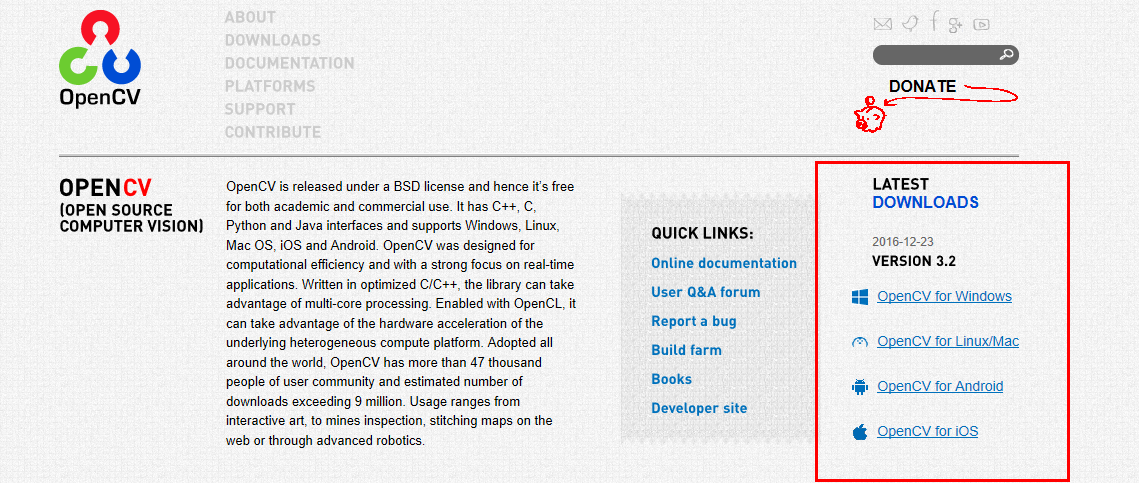 OpenCV
ABOUT
DOWNLOADS
DOCUMENTATION
PLATFORMS
SUPPORT
CONTRIBUTE
DONATE
OPENCV
(OPEN SOURCE
COMPUTER VISION)
OpenCV is released under a BSD license and hence it's free
for both academic and commercial use. It has C++, C,
Python and Java interfaces and supports Windows, Linux,
Mac OS, iOS and Android. OpenCV was designed for
computational efficiency and with a strong focus on real-time
applications. Written in optimized C/C++, the library can take
advantage of multi-core processing. Enabled with OpenCL, it
can take advantage of the hardware acceleration of the
underlying heterogeneous compute platform. Adopted all
around the world, OpenCV has more than 47 thousand
people of user community and estimated number of
downloads exceeding 9 million. Usage ranges from
interactive art, to mines inspection, stitching maps on the
web or through advanced robotics.
QUICK LINKS:
Online documentation
User Q&A forum
Report a bug
Build farm
Books
Developer site
LATEST
DOWNLOADS
2016-12-23
VERSION 3.2
OpenCV for Windows
OpenCV for Linux/Mac
OpenCV for Android
OpenCV for iOS